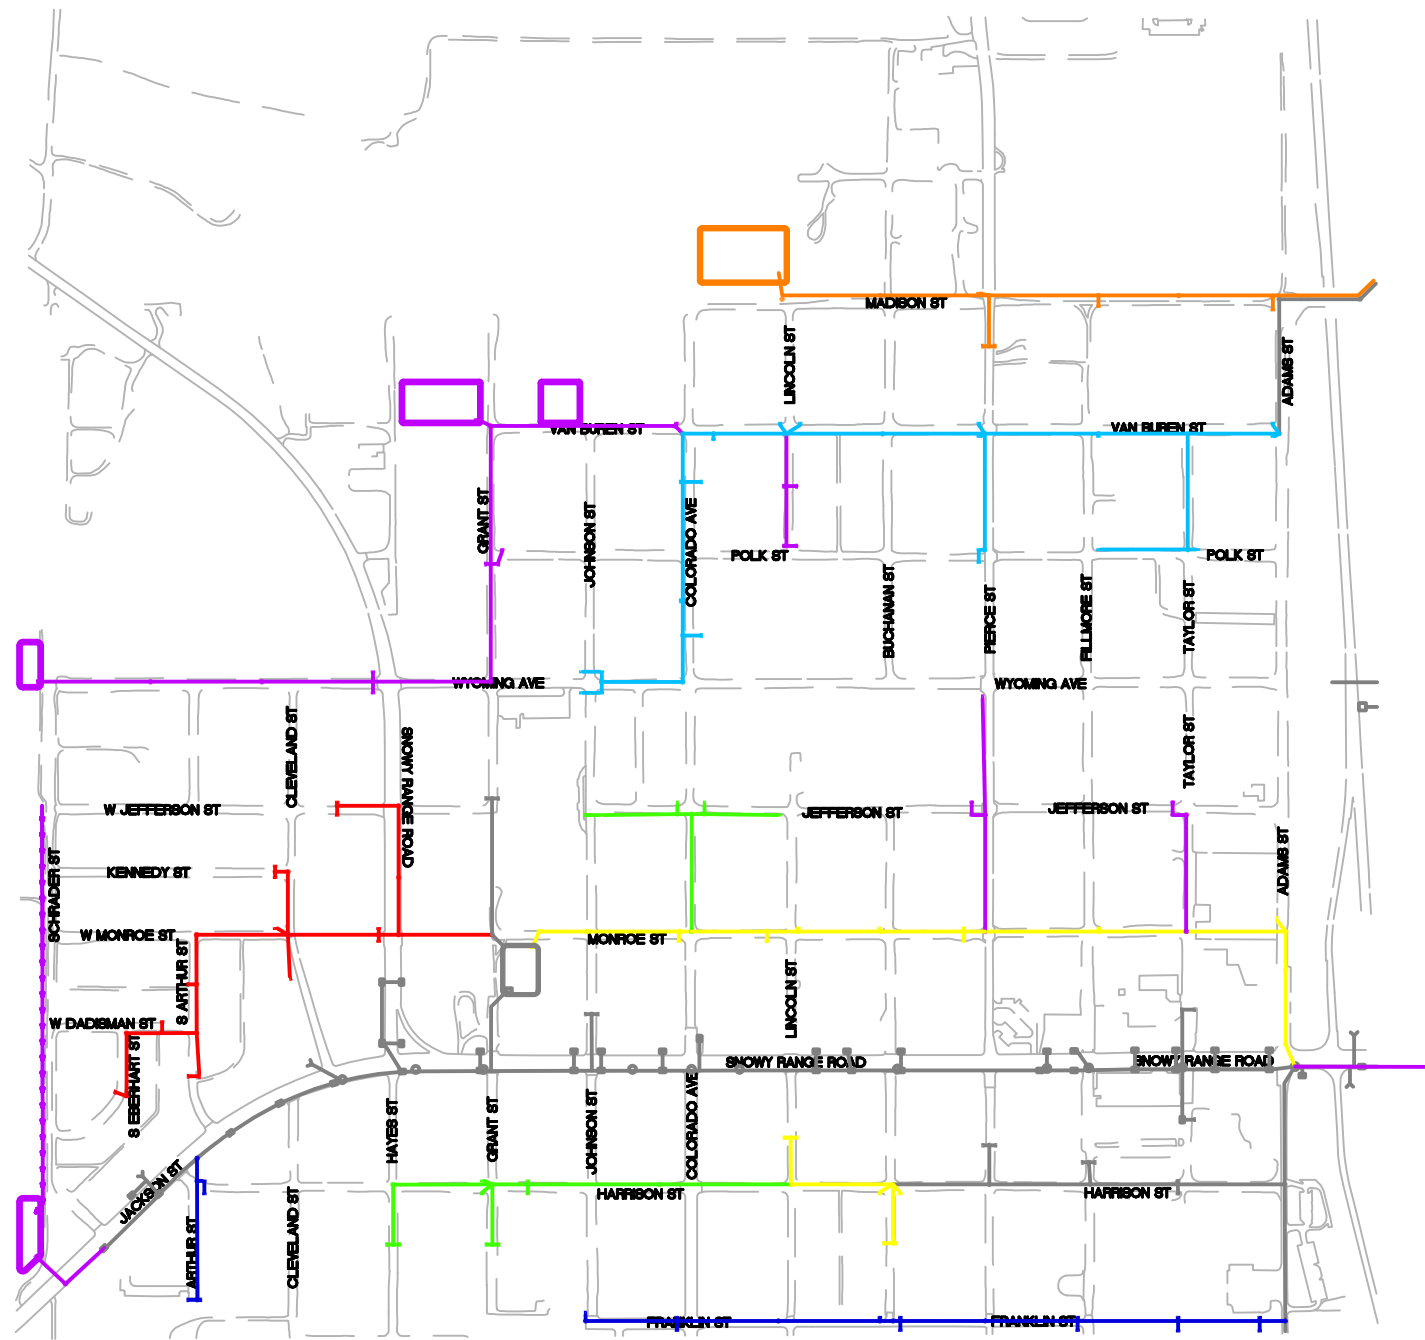 MADISON ST
LINCOLN ST
ADAMS ST
VAN BUREN ST
VAN BUREN ST
GRANT ST
JOHNSON ST
COLORADO AVE
POLK ST
POLK ST
BUCHANAN ST
PIERCE ST
FILLMORE ST
TAYLOR ST
WYOMING AVE
WYOMING AVE
CLEVELAND ST
SNOWY RANGE ROAD
TAYLOR ST
W JEFFERSON ST
JEFFERSON ST
JEFFERSON ST
SCHRADER ST
KENNEDY ST
ADAMS ST
W MONROE ST
MONROE ST
S ARTHUR ST
LINCOLN ST
W DADISMAN ST
S EBERHART ST
SNOWY RANGE ROAD
SNOWY RANGE ROAD
HAYES ST
GRANT ST
JOHNSON ST
COLORADO AVE
JACKSON ST
HARRISON ST
HARRISON ST
ARTHUR ST
CLEVELAND ST
FRANKLIN ST
FRANKLIN ST